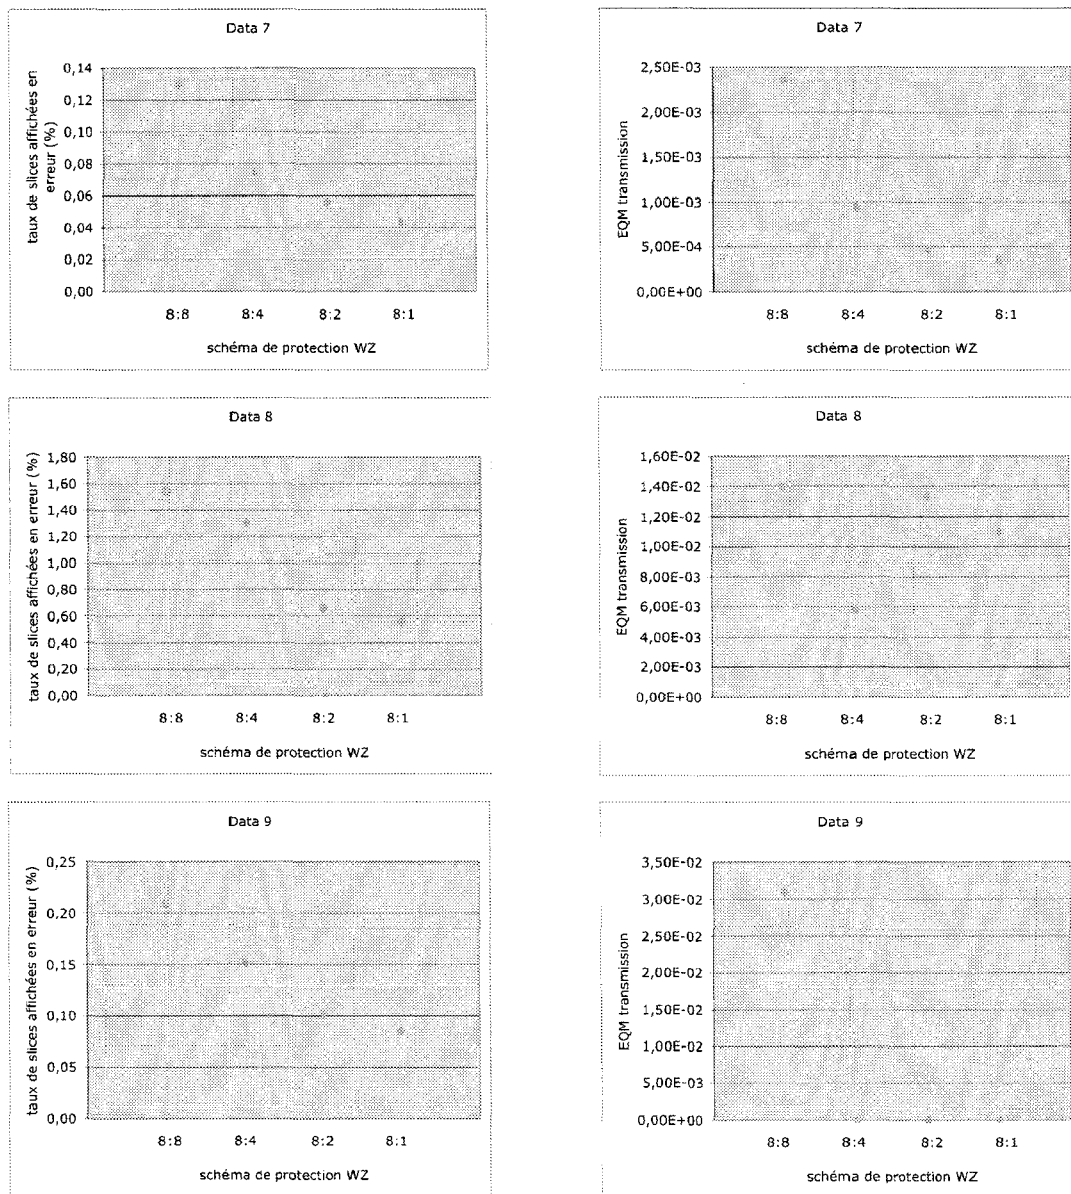 Data 7
taux de slices affichées en
erreur (%)
0,14
0,12
0,10
0,08
0,06
0,04
0,02
0,00
8:8 8:4 8:2 8:1
schéma de protection WZ
Data 7
EQM transmission
2,50E-03
2,00E-03
1,50E-03
1,00E-03
5,00E-04
0,00E+00
8:8 8:4 8:2 8:1
schéma de protection WZ
Data 8
taux de slices affichées en erreur (%)
1,80
1,60
1,40
1,20
1,00
0,80
0,60
0,40
0,20
0,00
8:8 8:4 8:2 8:1
schéma de protection WZ
Data 8
EQM transmission
1,60E-02
1,40E-02
1,20E-02
1,00E-02
8,00E-03
6,00E-03
4,00E-03
2,00E-03
0,00E+00
8:8 8:4 8:2 8:1
schéma de protection WZ
Data 9
taux de slices affichées en erreur (%)
0,25
0,20
0,15
0,10
0,05
0,00
8:8 8:4 8:2 8:1
schéma de protection WZ
Data 9
EQM transmission
3,50E-02
3,00E-02
2,50E-02
2,00E-02
1,50E-02
1,00E-02
5,00E-03
0,00E+00
8:8 8:4 8:2 8:1
schéma de protection WZ